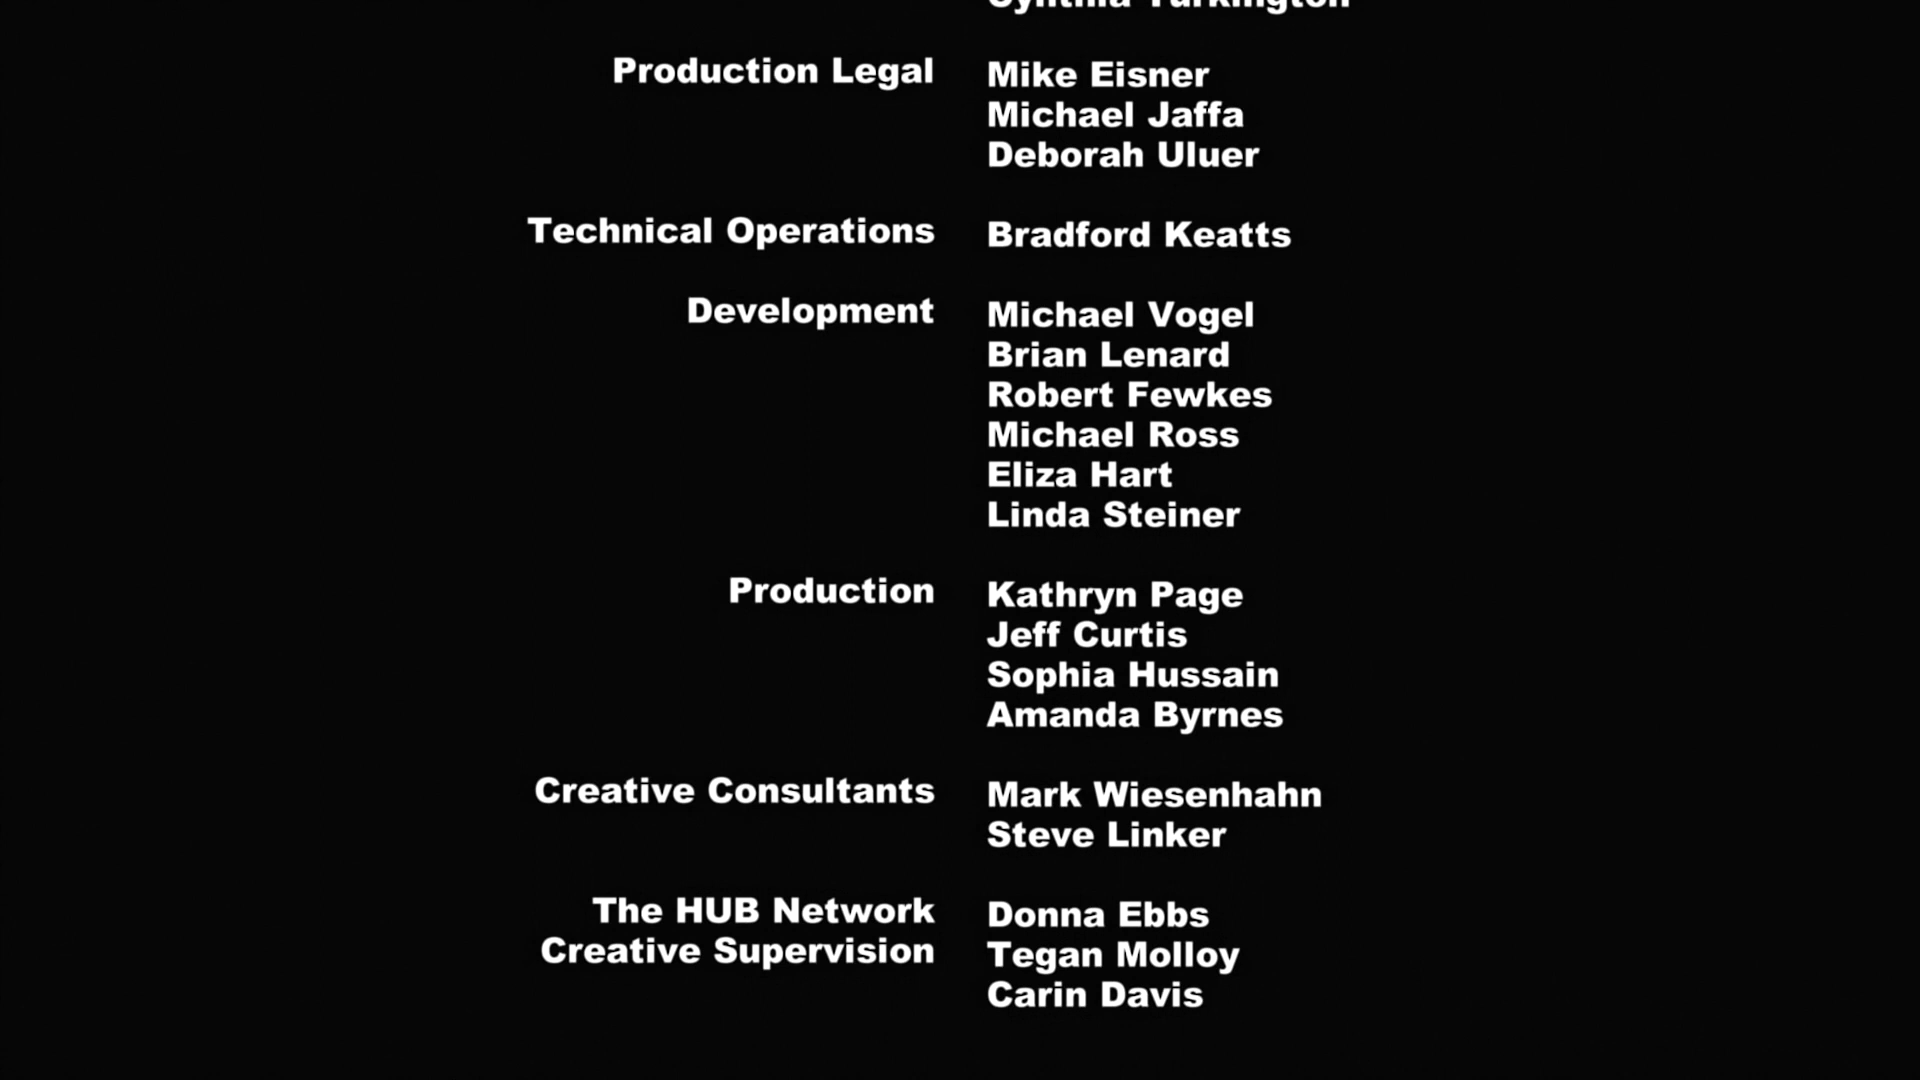 Cynthia Turkington
Production Legal Mike Eisner
Michael Jaffa
Deborah Uluer
Technical Operations Bradford Keatts
Development Michael Vogel
Brian Lenard
Robert Fewkes
Michael Ross
Eliza Hart
Linda Steiner
Production Kathryn Page
Jeff Curtis
Sophia Hussain
Amanda Byrnes
Creative Consultants Mark Wiesenhahn
Steve Linker
The HUB Network Donna Ebbs
Creative Supervision Tegan Molloy
Carin Davis